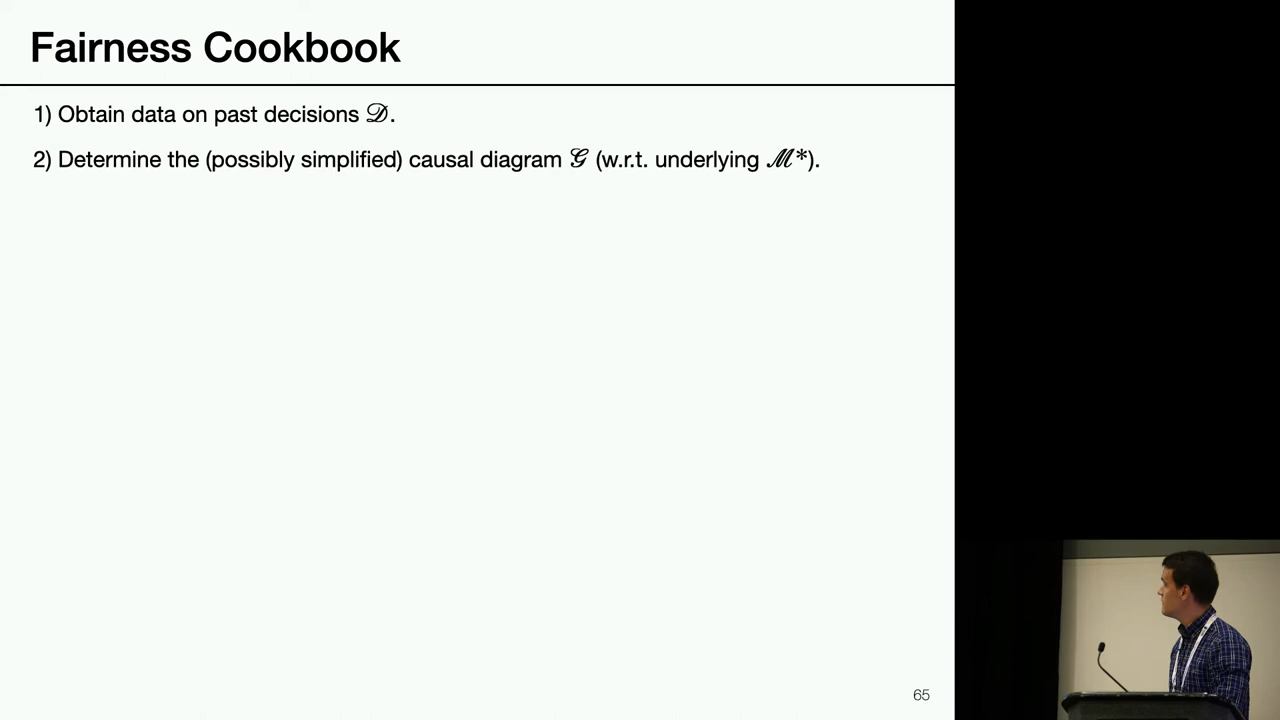 Fairness Cookbook
1) Obtain data on past decisions 𝒟.
2) Determine the (possibly simplified) causal diagram 𝒢 (w.r.t. underlying ℳ*).
65